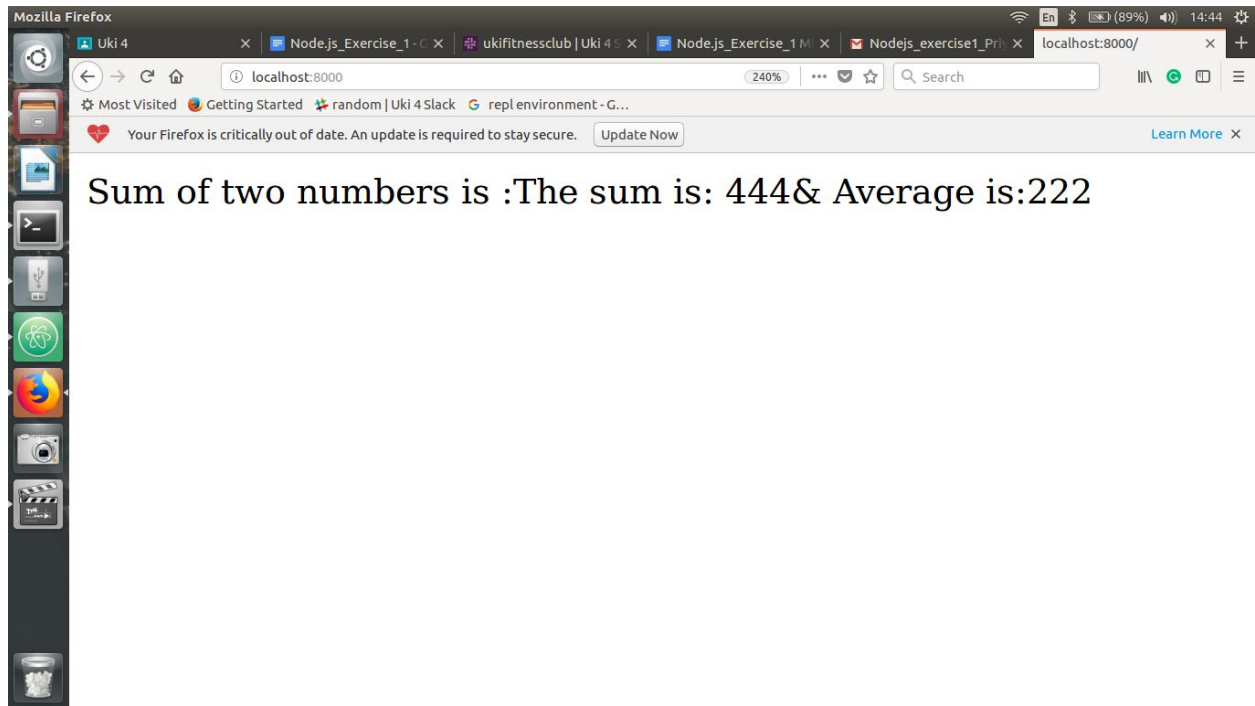 Mozilla Firefox En (89%) 14:44
Uki 4 Node.js_Exercise_1 - G ukifitnessclub | Uki 4 S Node.js_Exercise_1 Mi Nodejs_exercise1_Priy localhost:8000/
localhost:8000 240% Search
Most Visited Getting Started random | Uki 4 Slack repl environment - G...
Your Firefox is critically out of date. An update is required to stay secure. Update Now Learn More
Sum of two numbers is :The sum is: 444& Average is:222